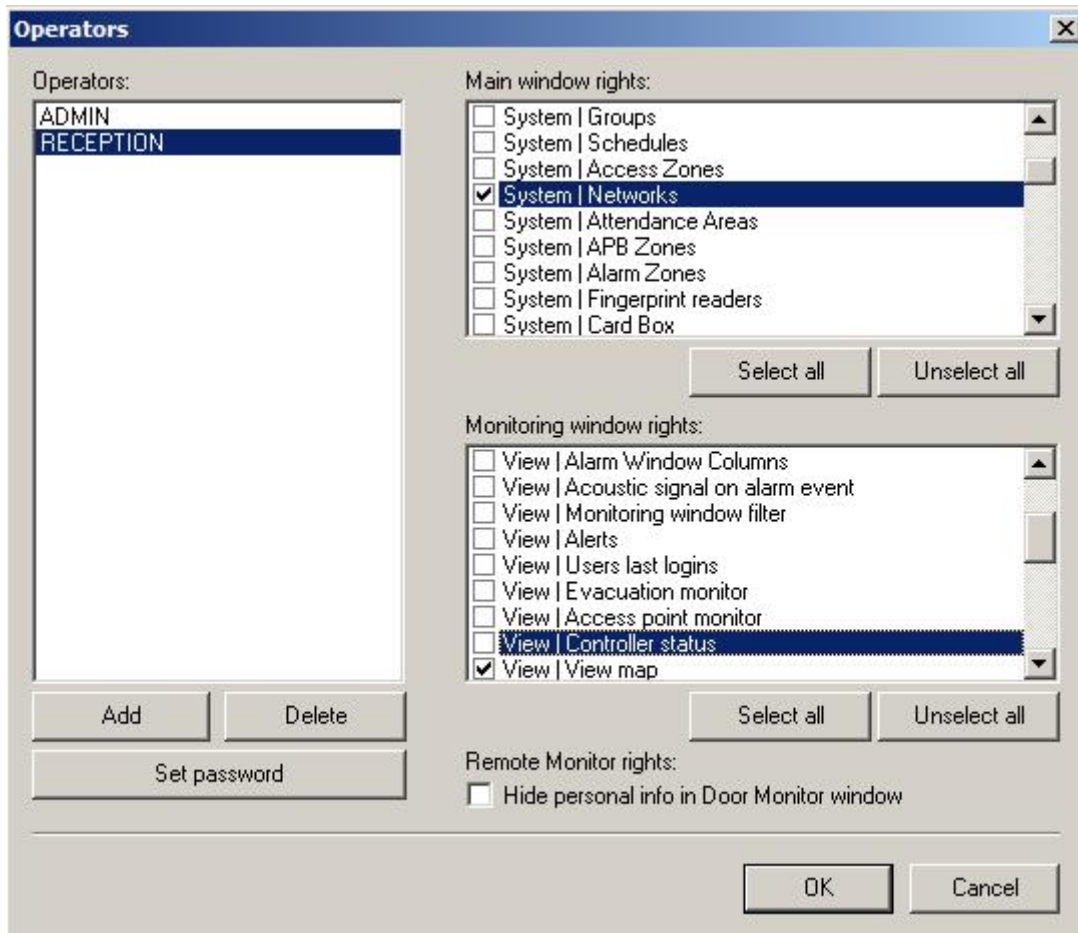 Operators
Operators:
ADMIN
RECEPTION
Add
Delete
Set password
Main window rights:
System | Groups
System | Schedules
System | Access Zones
System | Networks
System | Attendance Areas
System | APB Zones
System | Alarm Zones
System | Fingerprint readers
System | Card Box
Select all
Unselect all
Monitoring window rights:
View | Alarm Window Columns
View | Acoustic signal on alarm event
View | Monitoring window filter
View | Alerts
View | Users last logins
View | Evacuation monitor
View | Access point monitor
View | Controller status
View | View map
Select all
Unselect all
Remote Monitor rights:
Hide personal info in Door Monitor window
OK
Cancel